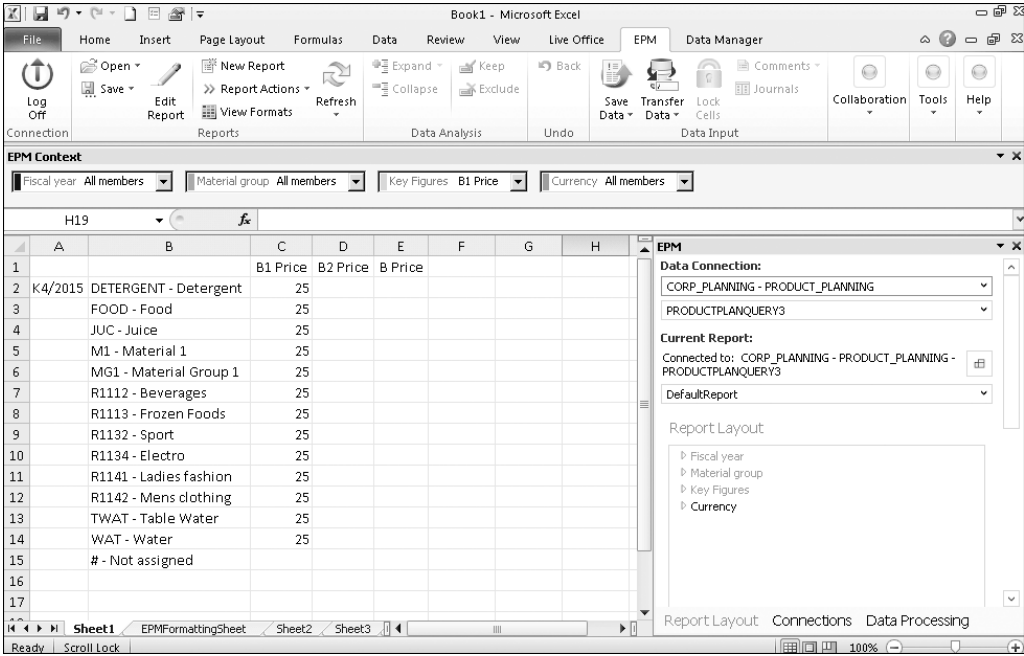 Book1 - Microsoft Excel
File Home Insert Page Layout Formulas Data Review View Live Office EPM Data Manager
Log Off
Connection
Open
Save
Edit Report
New Report
Report Actions
View Formats
Refresh
Reports
Expand
Collapse
Keep
Exclude
Data Analysis
Back
Undo
Save Data
Transfer Data
Lock Cells
Comments
Journals
Data Input
Collaboration
Tools
Help
EPM Context
Fiscal year All members Material group All members Key Figures B1 Price Currency All members
H19 fx
A B C D E F G H
1 B1 Price B2 Price B Price
2 K4/2015 DETERGENT - Detergent 25
3 FOOD - Food 25
4 JUC - Juice 25
5 M1 - Material 1 25
6 MG1 - Material Group 1 25
7 R1112 - Beverages 25
8 R1113 - Frozen Foods 25
9 R1132 - Sport 25
10 R1134 - Electro 25
11 R1141 - Ladies fashion 25
12 R1142 - Mens clothing 25
13 TWAT - Table Water 25
14 WAT - Water 25
15 # - Not assigned
16
17
EPM
Data Connection:
CORP_PLANNING - PRODUCT_PLANNING
PRODUCTPLANQUERY3
Current Report:
Connected to: CORP_PLANNING - PRODUCT_PLANNING -
PRODUCTPLANQUERY3
DefaultReport
Report Layout
Fiscal year
Material group
Key Figures
Currency
Report Layout Connections Data Processing
Sheet1 EPMFormattingSheet Sheet2 Sheet3
Ready Scroll Lock 100%